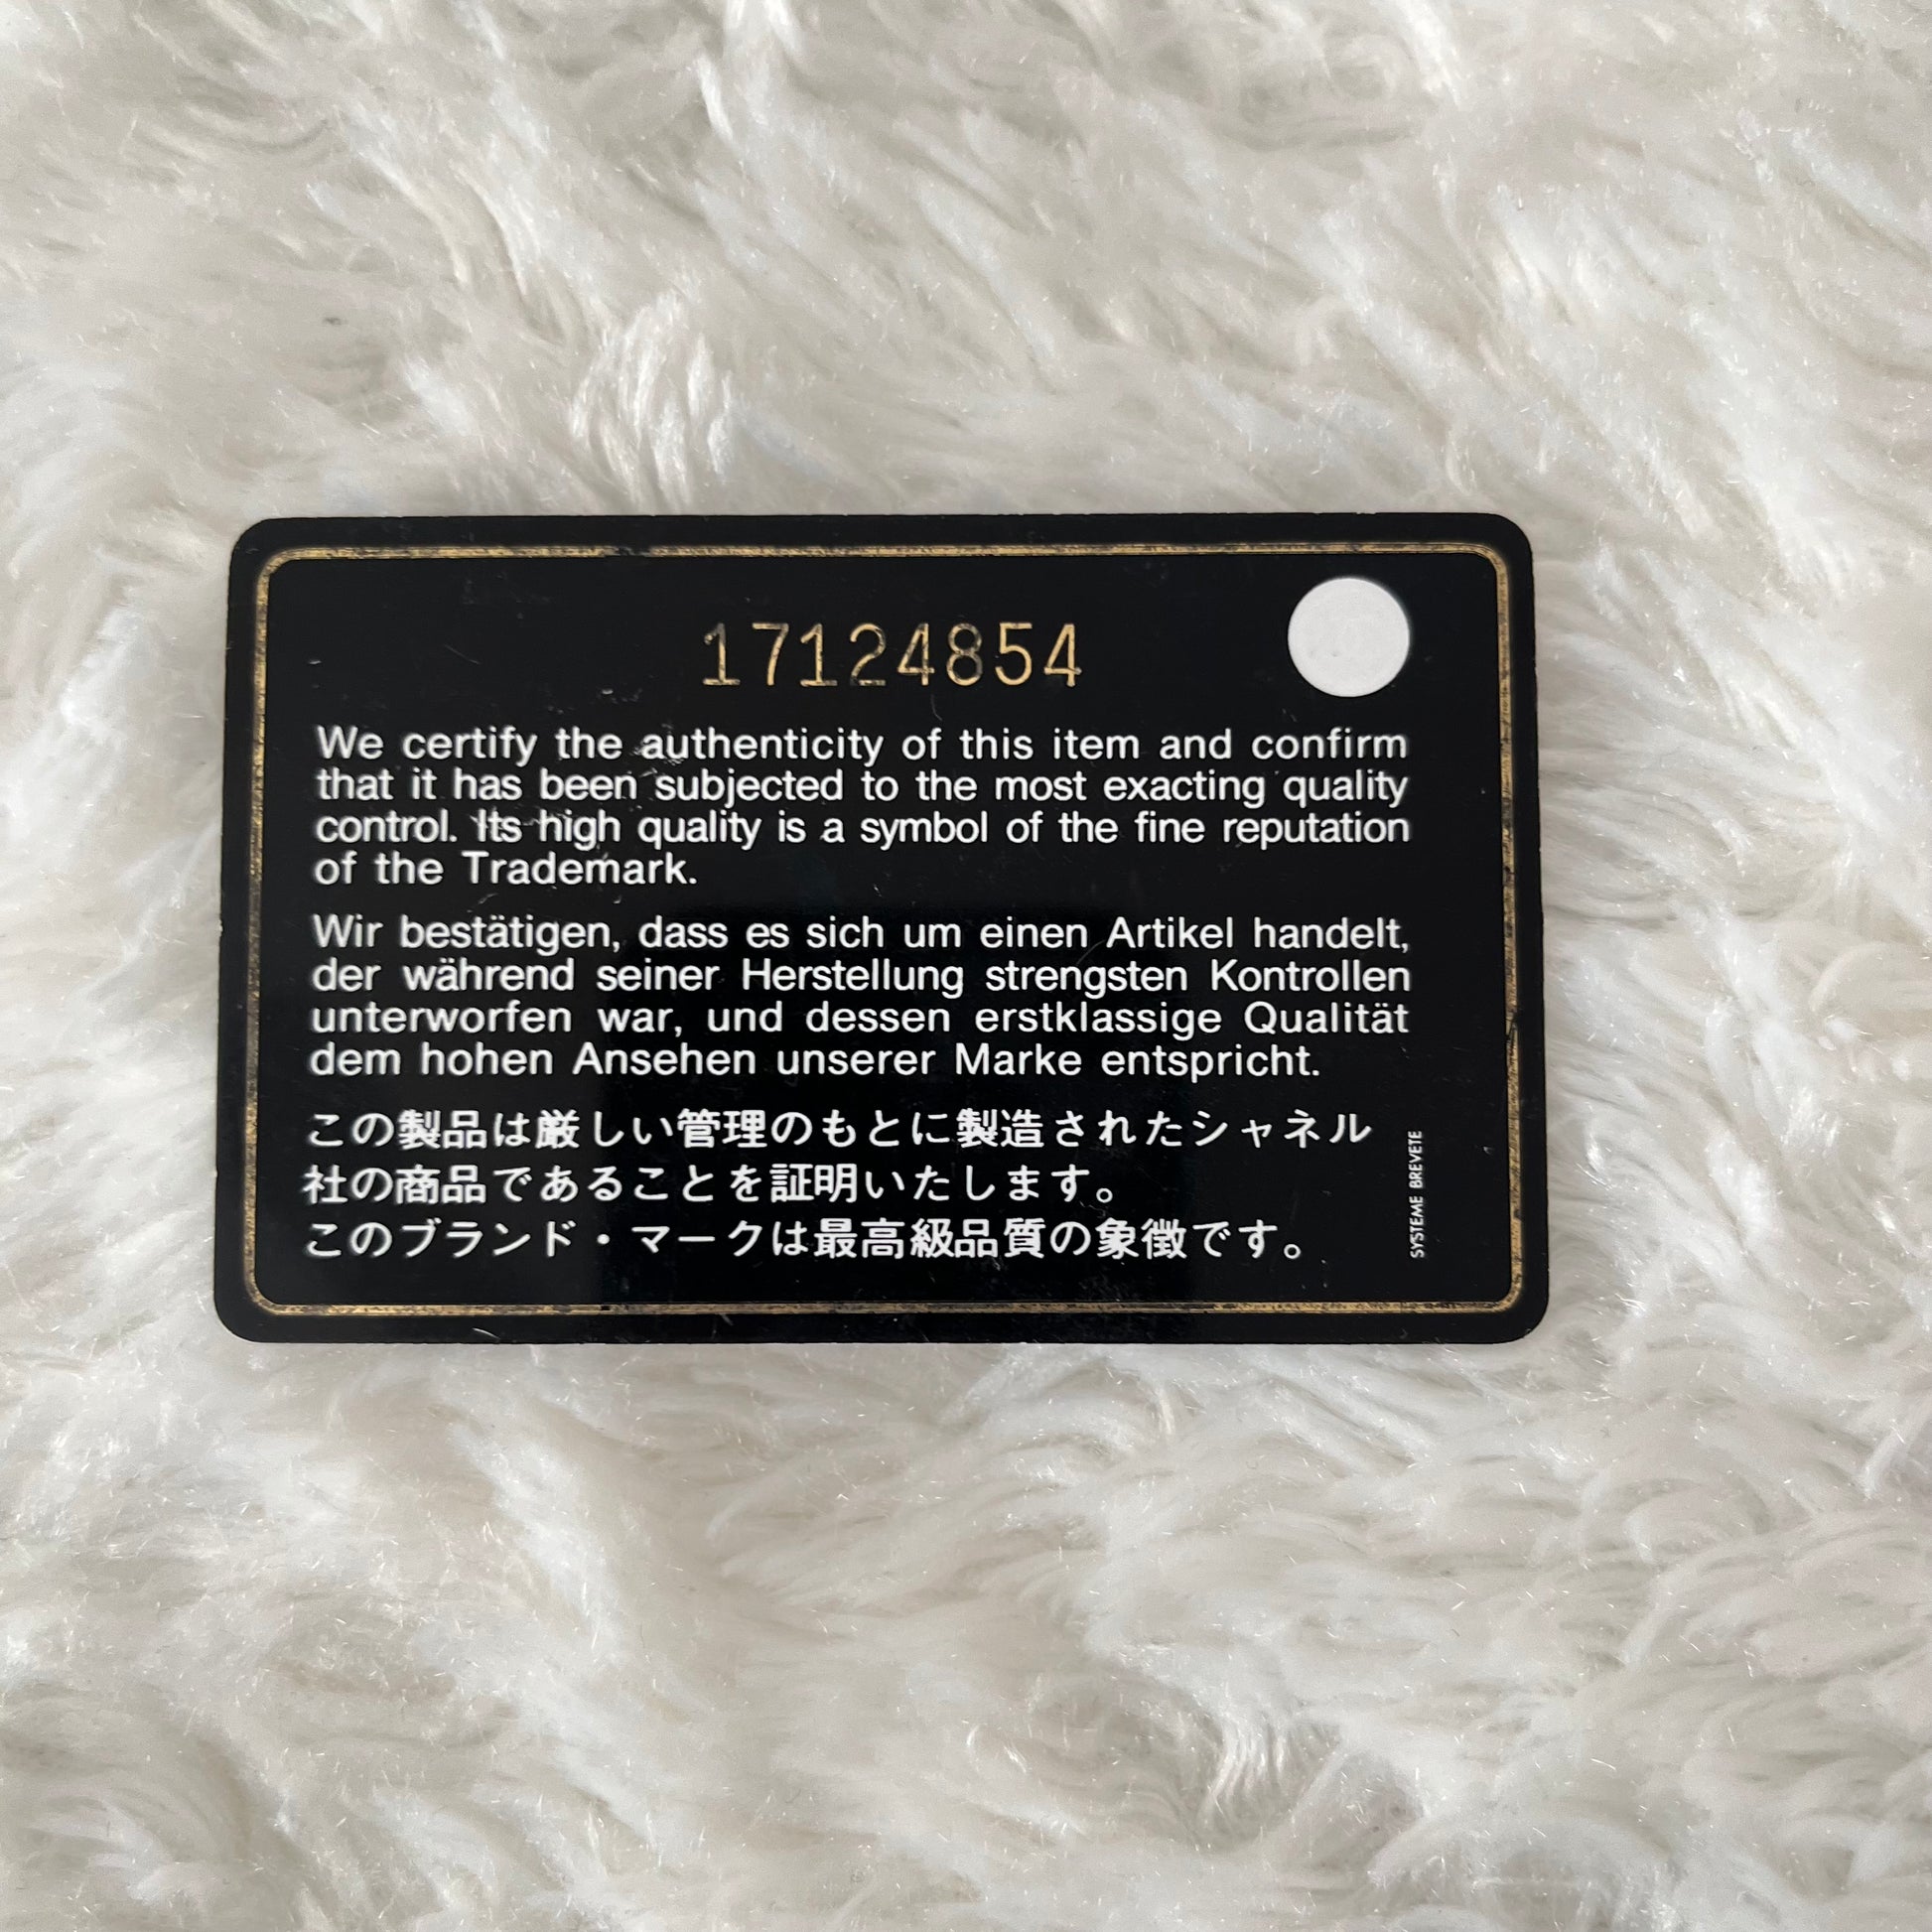 17124854
We certify the authenticity of this item and confirm
that it has been subjected to the most exacting quality
control. Its high quality is a symbol of the fine reputation
of the Trademark.
Wir bestätigen, dass es sich um einen Artikel handelt,
der während seiner Herstellung strengsten Kontrollen
unterworfen war, und dessen erstklassige Qualität
dem hohen Ansehen unserer Marke entspricht.
この製品は厳しい管理のもとに製造されたシャネル
社の商品であることを証明いたします。
このブランド・マークは最高級品質の象徴です。
SYSTEME BREVETE